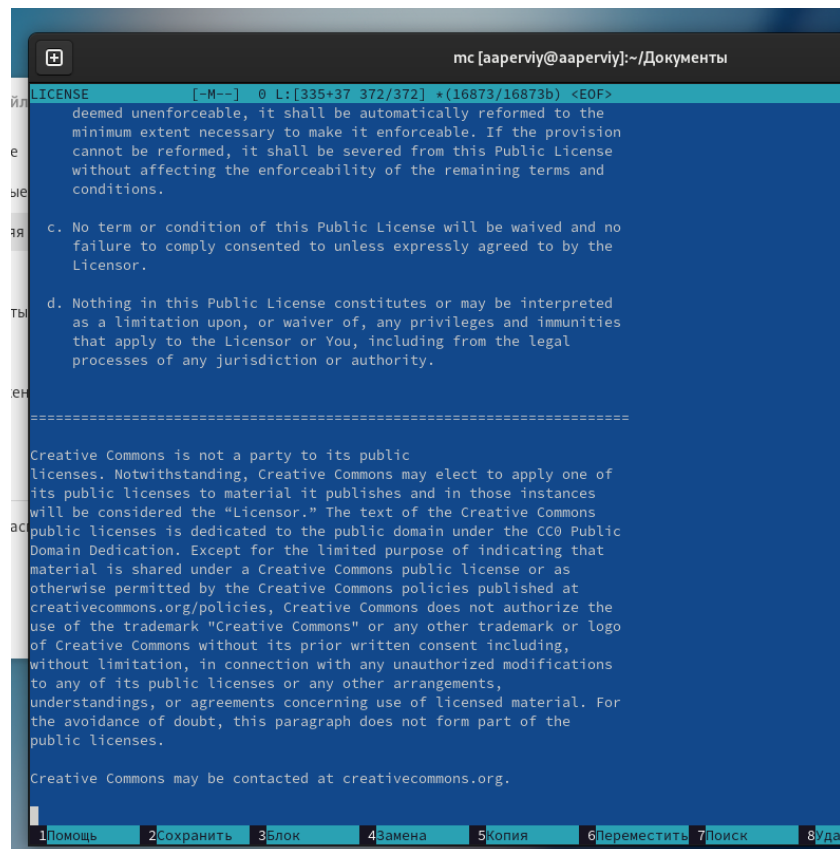 mc [aaperviy@aaperviy]:~/Документы
LICENSE [-M--] 0 L:[335+37 372/372] *(16873/16873b) <EOF>
deemed unenforceable, it shall be automatically reformed to the
minimum extent necessary to make it enforceable. If the provision
cannot be reformed, it shall be severed from this Public License
without affecting the enforceability of the remaining terms and
conditions.
c. No term or condition of this Public License will be waived and no
failure to comply consented to unless expressly agreed to by the
Licensor.
d. Nothing in this Public License constitutes or may be interpreted
as a limitation upon, or waiver of, any privileges and immunities
that apply to the Licensor or You, including from the legal
processes of any jurisdiction or authority.
=======================================================================
Creative Commons is not a party to its public
licenses. Notwithstanding, Creative Commons may elect to apply one of
its public licenses to material it publishes and in those instances
will be considered the “Licensor.” The text of the Creative Commons
public licenses is dedicated to the public domain under the CC0 Public
Domain Dedication. Except for the limited purpose of indicating that
material is shared under a Creative Commons public license or as
otherwise permitted by the Creative Commons policies published at
creativecommons.org/policies, Creative Commons does not authorize the
use of the trademark "Creative Commons" or any other trademark or logo
of Creative Commons without its prior written consent including,
without limitation, in connection with any unauthorized modifications
to any of its public licenses or any other arrangements,
understandings, or agreements concerning use of licensed material. For
the avoidance of doubt, this paragraph does not form part of the
public licenses.
Creative Commons may be contacted at creativecommons.org.
1Помощь 2Сохранить 3Блок 4Замена 5Копия 6Переместить 7Поиск 8Уда